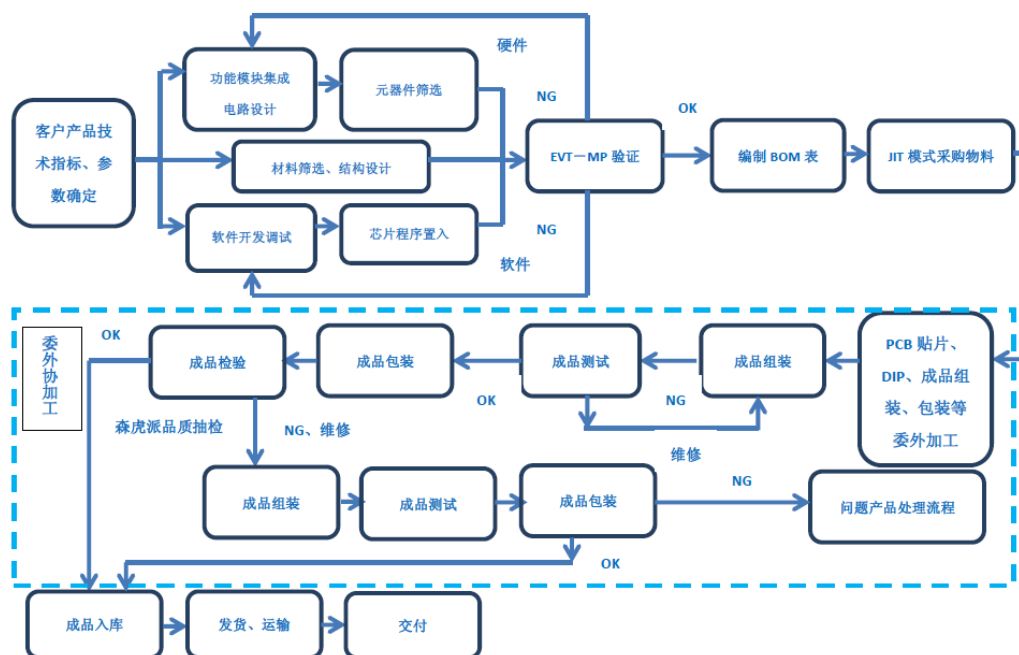 硬件
功能模块集成
电路设计
元器件筛选
NG
OK
客户产品技
术指标、参
数确定
材料筛选、结构设计
EVT－MP 验证
编制 BOM 表
JIT 模式采购物料
软件开发调试
芯片程序置入
NG
软件
委
外
协
加
工
OK
成品检验
成品包装
成品测试
成品组装
PCB 贴片、
DIP、成品组
装、包装等
委外加工
OK
NG
森虎派品质抽检
NG、维修
维修
成品组装
成品测试
成品包装
NG
问题产品处理流程
OK
成品入库
发货、运输
交付